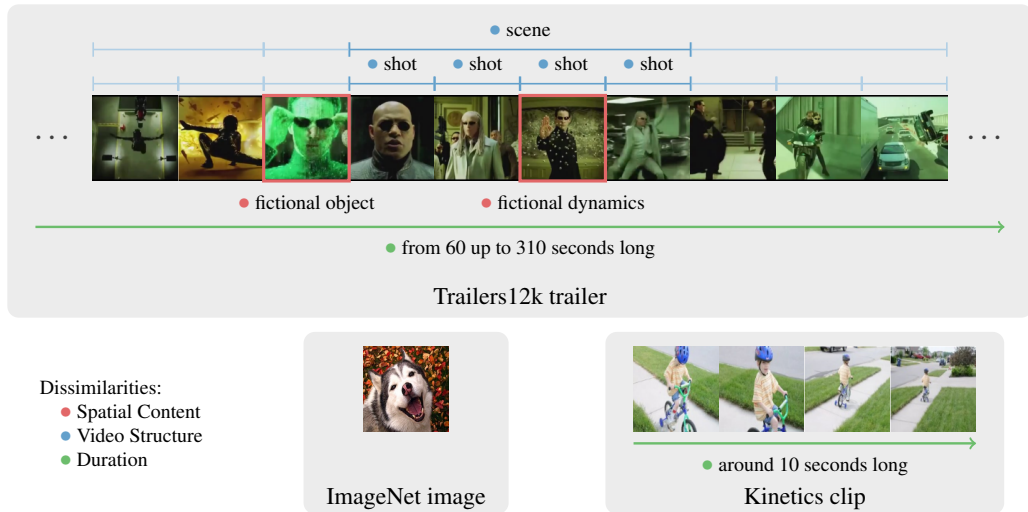 scene
shot shot shot shot
... ...
fictional object fictional dynamics
from 60 up to 310 seconds long
Trailers12k trailer
Dissimilarities:
Spatial Content
Video Structure
Duration
around 10 seconds long
ImageNet image Kinetics clip